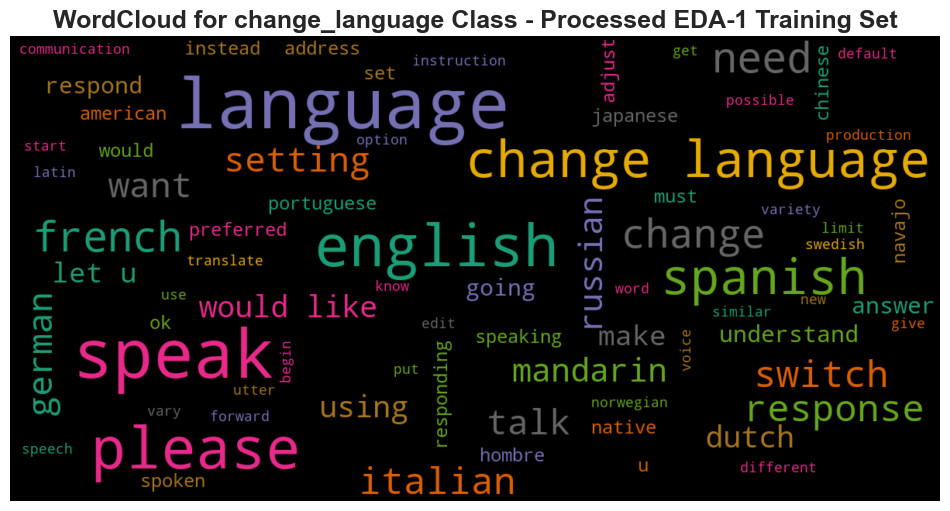 WordCloud for change_language Class - Processed EDA-1 Training Set
communication
instead
address
instruction
adjust
get
need
default
respond
set
language
chinese
american
possible
japanese
start
would
option
setting
change language
production
latin
want
portuguese
russian
must
variety
navajo
french
preferred
english
change
limit
swedish
let u
translate
spanish
know
going
word
use
would like
new
answer
german
ok
edit
similar
give
speak
begin
speaking
make
voice
understand
put
responding
mandarin
switch
utter
vary
forward
using
talk
norwegian
response
speech
please
native
dutch
hombre
u
different
spoken
italian